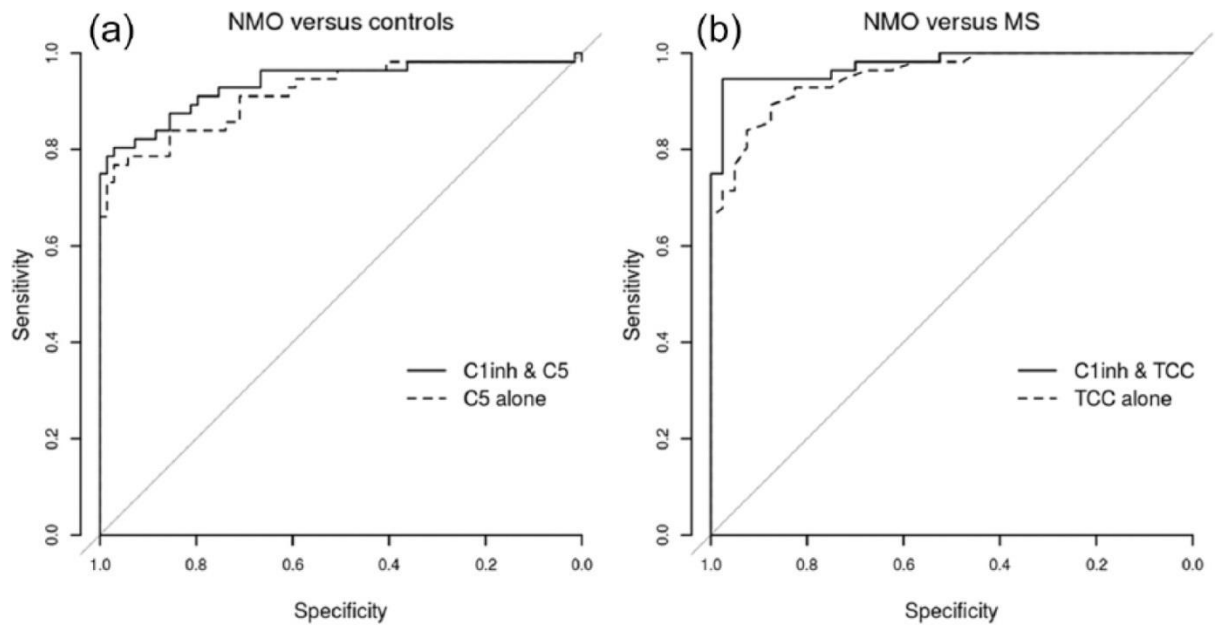 (a) NMO versus controls
1.0
0.8
0.6
0.4
0.2
0.0
Sensitivity
C1inh & C5
C5 alone
1.0 0.8 0.6 0.4 0.2 0.0
Specificity
(b) NMO versus MS
1.0
0.8
0.6
0.4
0.2
0.0
Sensitivity
C1inh & TCC
TCC alone
1.0 0.8 0.6 0.4 0.2 0.0
Specificity